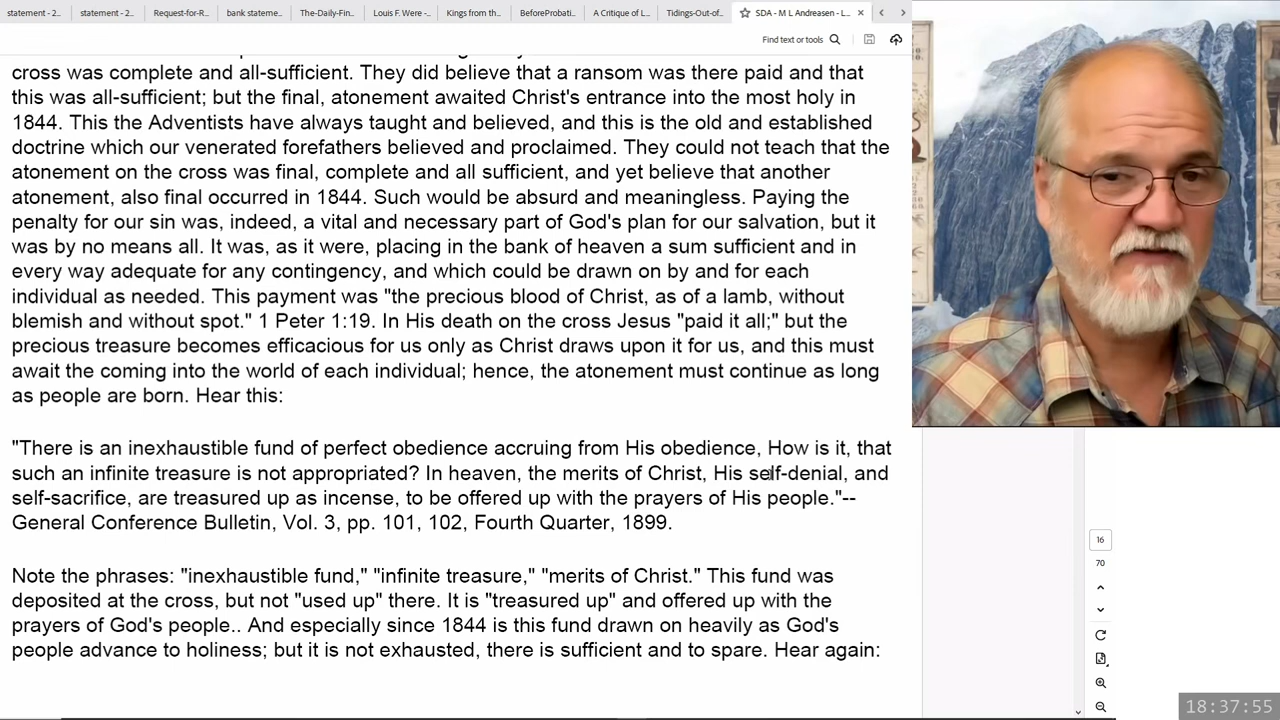 statement - 2...
statement - 2...
Request-for-R...
bank stateme...
The-Daily-Fin...
Louis F. Were -...
Kings from th...
BeforeProbati...
A Critique of L...
Tidings-Out-of...
SDA - M L Andreasen - L...
Find text or tools
cross was complete and all-sufficient. They did believe that a ransom was there paid and that
this was all-sufficient; but the final, atonement awaited Christ's entrance into the most holy in
1844. This the Adventists have always taught and believed, and this is the old and established
doctrine which our venerated forefathers believed and proclaimed. They could not teach that the
atonement on the cross was final, complete and all sufficient, and yet believe that another
atonement, also final occurred in 1844. Such would be absurd and meaningless. Paying the
penalty for our sin was, indeed, a vital and necessary part of God's plan for our salvation, but it
was by no means all. It was, as it were, placing in the bank of heaven a sum sufficient and in
every way adequate for any contingency, and which could be drawn on by and for each
individual as needed. This payment was "the precious blood of Christ, as of a lamb, without
blemish and without spot." 1 Peter 1:19. In His death on the cross Jesus "paid it all;" but the
precious treasure becomes efficacious for us only as Christ draws upon it for us, and this must
await the coming into the world of each individual; hence, the atonement must continue as long
as people are born. Hear this:
"There is an inexhaustible fund of perfect obedience accruing from His obedience, How is it, that
such an infinite treasure is not appropriated? In heaven, the merits of Christ, His self-denial, and
self-sacrifice, are treasured up as incense, to be offered up with the prayers of His people."--
General Conference Bulletin, Vol. 3, pp. 101, 102, Fourth Quarter, 1899.
Note the phrases: "inexhaustible fund," "infinite treasure," "merits of Christ." This fund was
deposited at the cross, but not "used up" there. It is "treasured up" and offered up with the
prayers of God's people.. And especially since 1844 is this fund drawn on heavily as God's
people advance to holiness; but it is not exhausted, there is sufficient and to spare. Hear again:
16
70
18:37:55